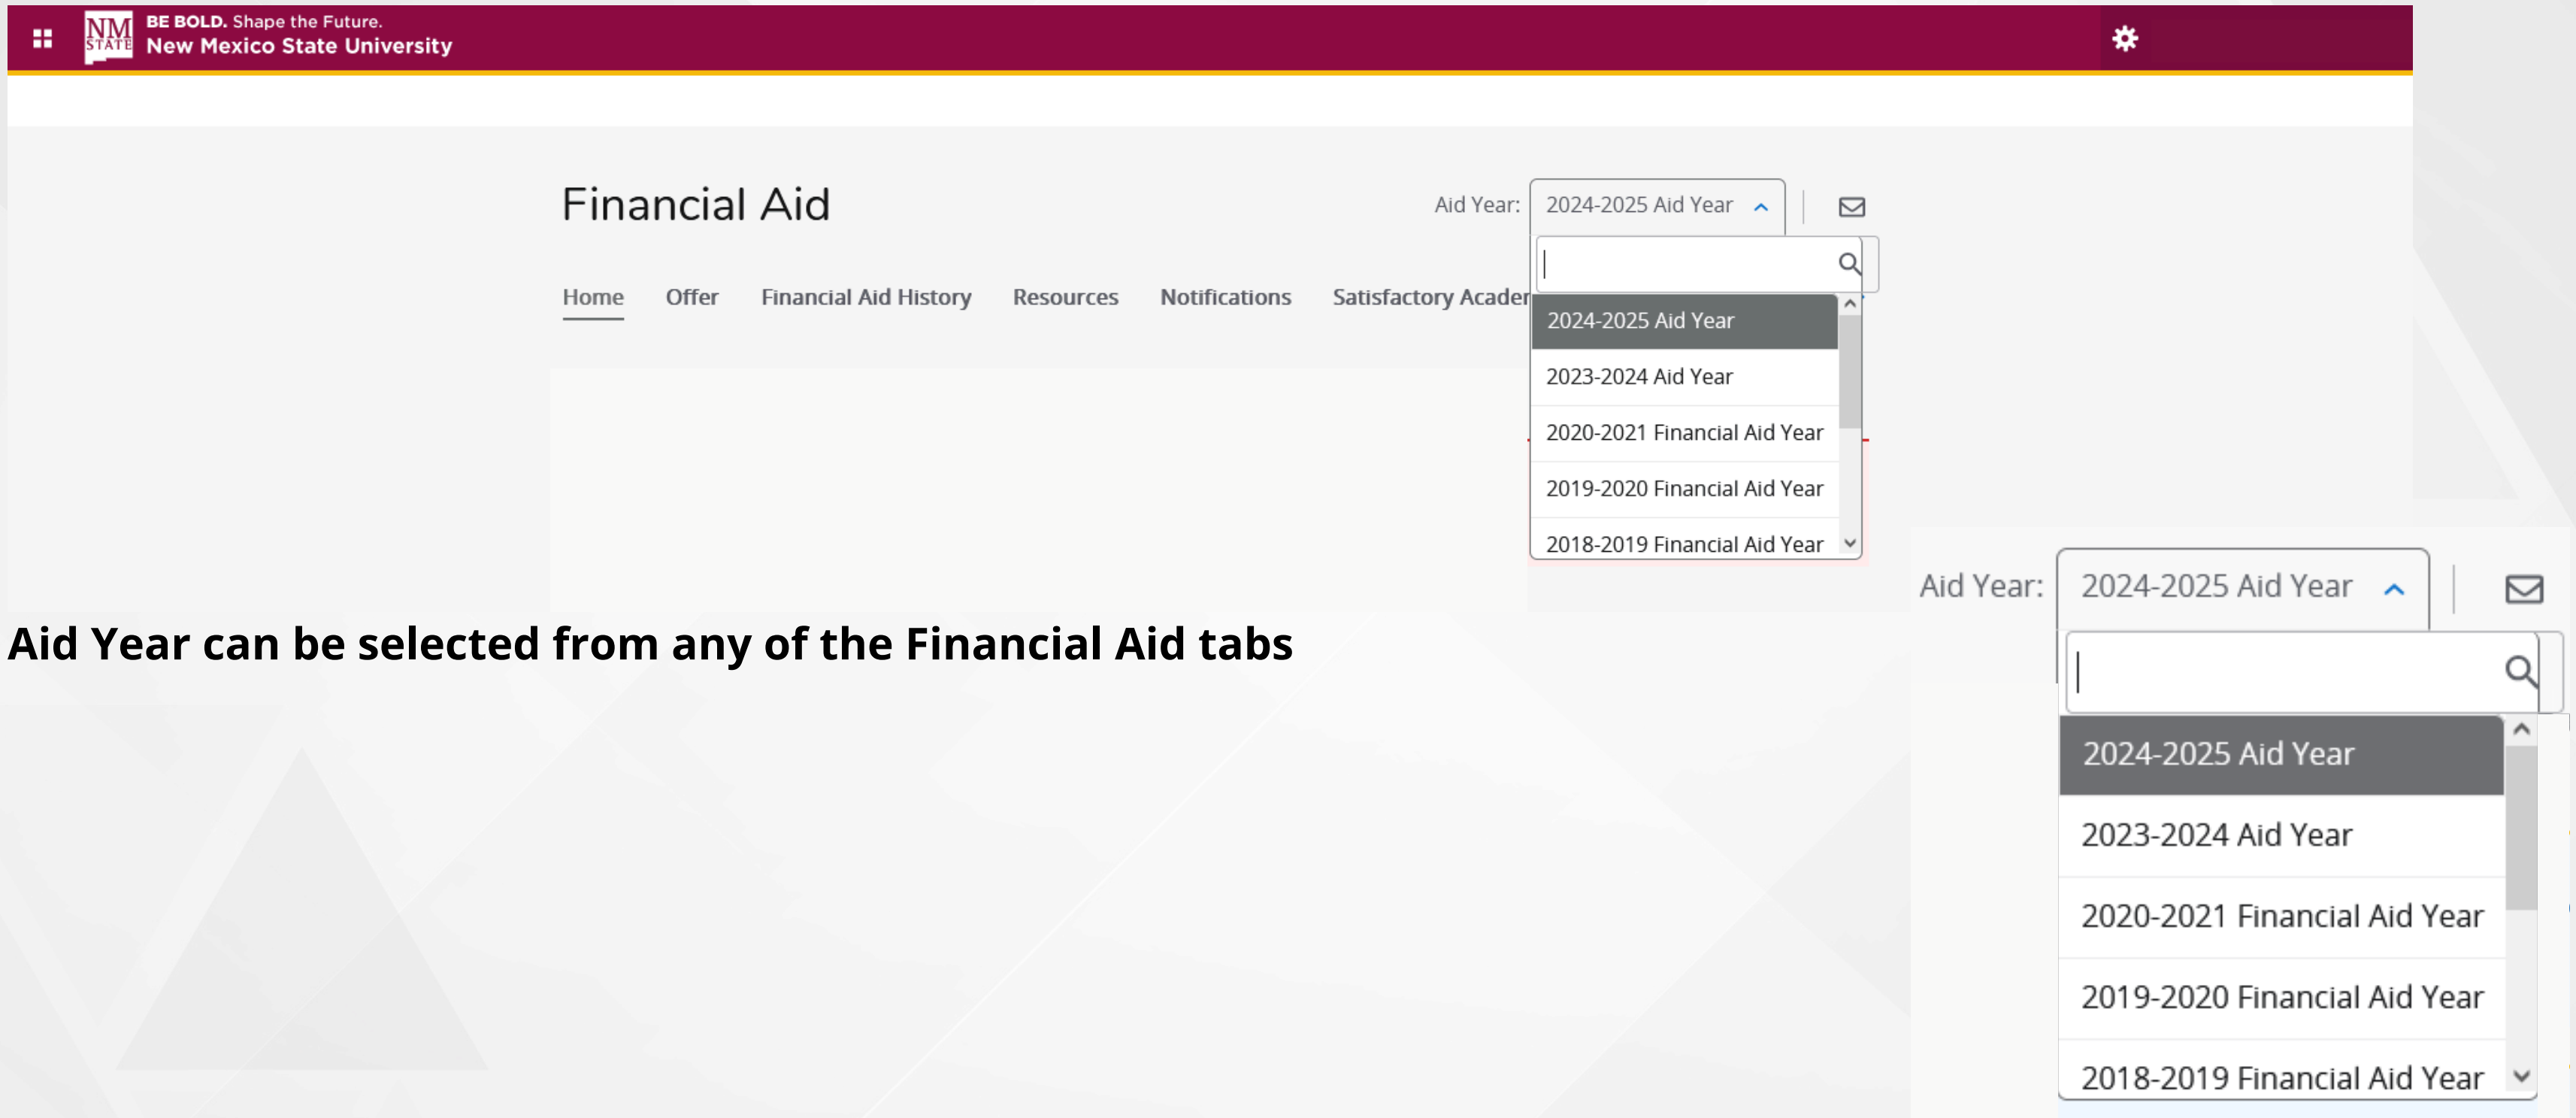 NM
STATE
BE BOLD. Shape the Future.
New Mexico State University
Financial Aid
Aid Year: 2024-2025 Aid Year
Home Offer Financial Aid History Resources Notifications Satisfactory
2024-2025 Aid Year
2023-2024 Aid Year
2020-2021 Financial Aid Year
2019-2020 Financial Aid Year
2018-2019 Financial Aid Year
Aid Year can be selected from any of the Financial Aid tabs
Aid Year: 2024-2025 Aid Year
2024-2025 Aid Year
2023-2024 Aid Year
2020-2021 Financial Aid Year
2019-2020 Financial Aid Year
2018-2019 Financial Aid Year